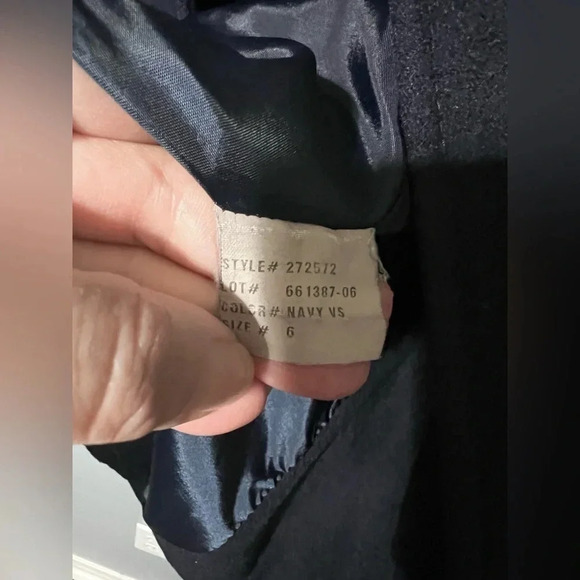 STYLE# 272572
LOT# 661387-06
COLOR# NAVY VS
SIZE # 6